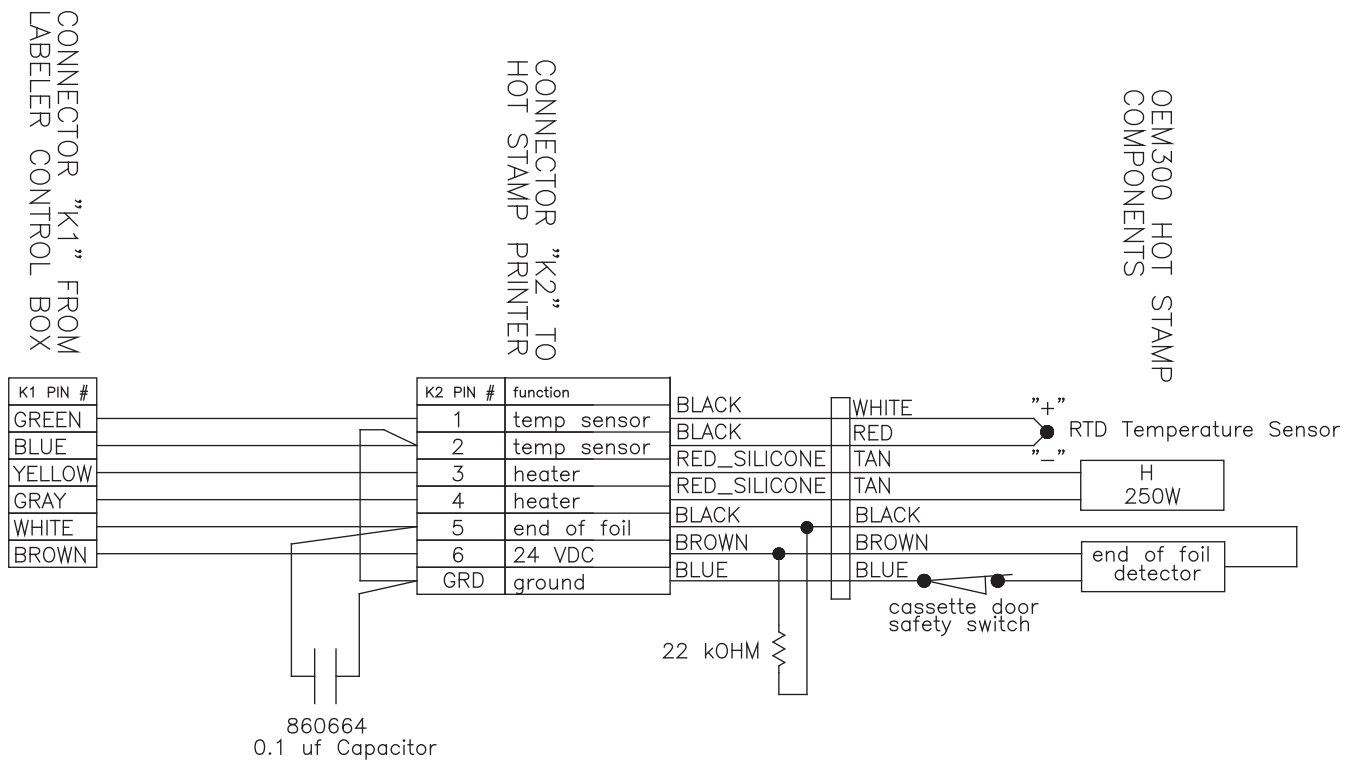 CONNECTOR "K1" FROM
LABELER CONTROL BOX
CONNECTOR "K2" TO
HOT STAMP PRINTER
OEM300 HOT STAMP
COMPONENTS
K1 PIN #
GREEN
BLUE
YELLOW
GRAY
WHITE
BROWN
K2 PIN # function
1 temp sensor
2 temp sensor
3 heater
4 heater
5 end of foil
6 24 VDC
GRD ground
BLACK
BLACK
RED_SILICONE
RED_SILICONE
BLACK
BROWN
BLUE
WHITE
RED
TAN
TAN
BLACK
BROWN
BLUE
"+"
RTD Temperature Sensor
"-"
H
250W
end of foil
detector
cassette door
safety switch
22 kOHM
860664
0.1 uf Capacitor